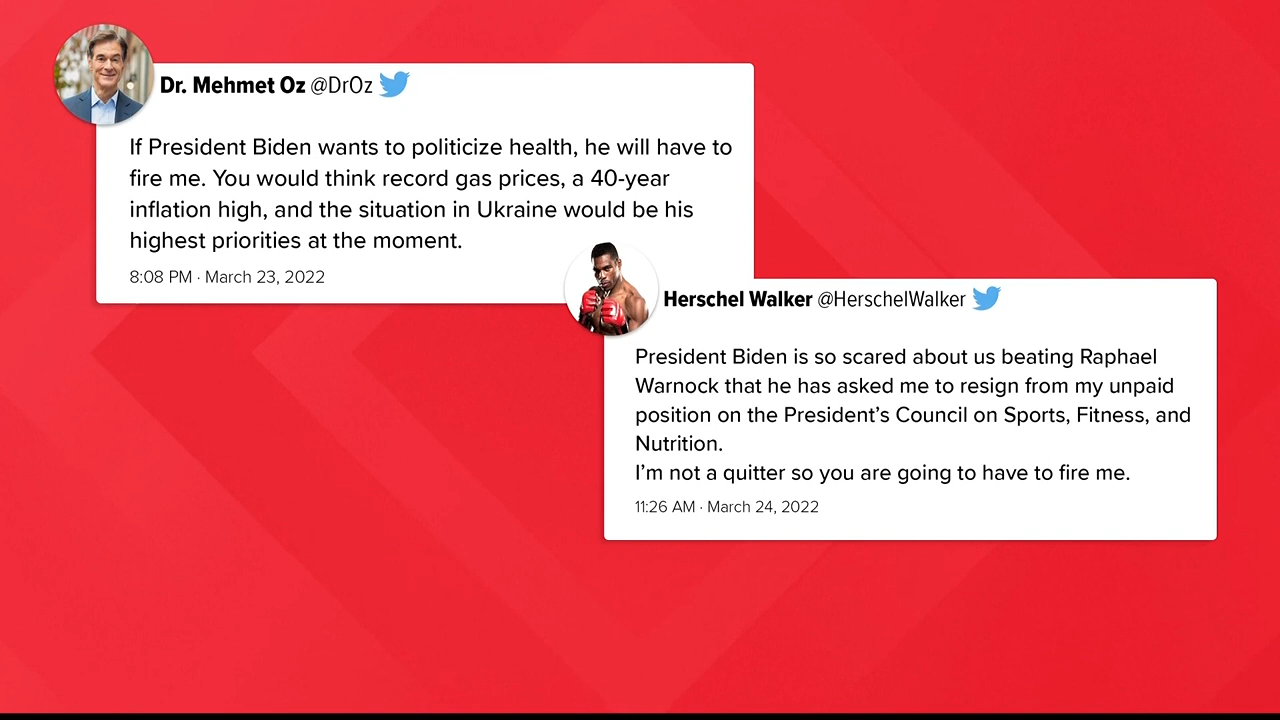 Dr. Mehmet Oz @DrOz
If President Biden wants to politicize health, he will have to
fire me. You would think record gas prices, a 40-year
inflation high, and the situation in Ukraine would be his
highest priorities at the moment.
8:08 PM · March 23, 2022
Herschel Walker @HerschelWalker
President Biden is so scared about us beating Raphael
Warnock that he has asked me to resign from my unpaid
position on the President’s Council on Sports, Fitness, and
Nutrition.
I’m not a quitter so you are going to have to fire me.
11:26 AM · March 24, 2022